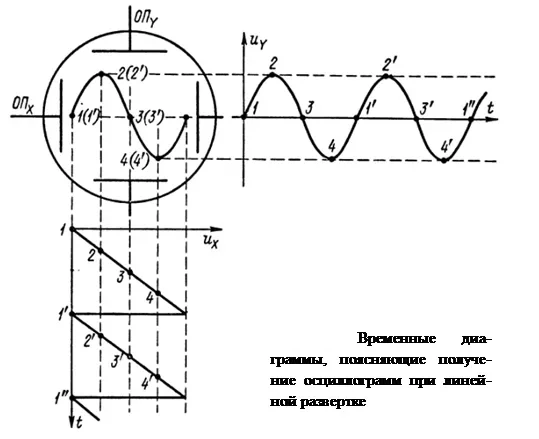 ОПY
uY
2
2'
2(2')
ОПX
1(1')
3(3')
1
3
1'
3'
1"
t
4(4')
4
4'
1
uX
2
3
4
1'
2'
3'
4'
1"
t
Временные диа-
граммы, поясняющие получе-
ние осциллограмм при линей-
ной развертке